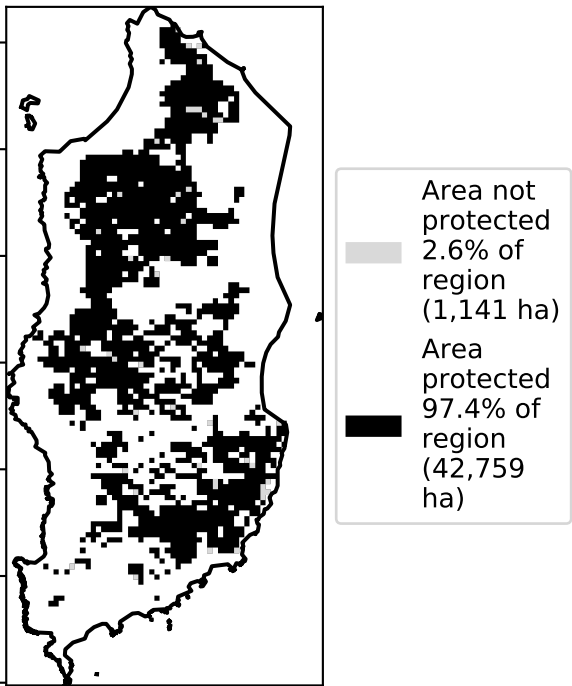 Area not
protected
2.6% of
region
(1,141 ha)
Area
protected
97.4% of
region
(42,759
ha)